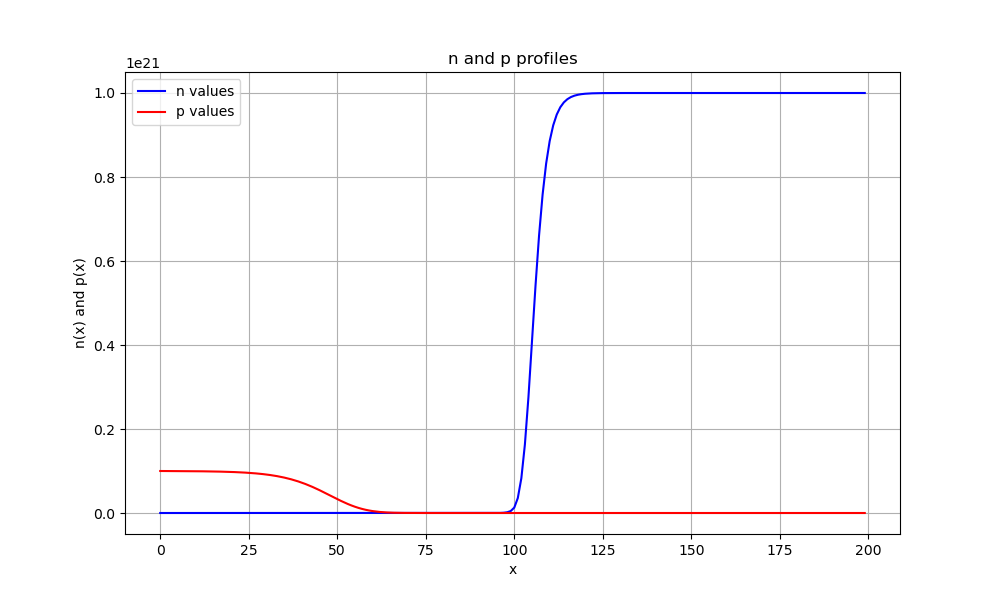 n and p profiles
1e21
n values
p values
1.0
0.8
0.6
0.4
0.2
0.0
n(x) and p(x)
0 25 50 75 100 125 150 175 200
x